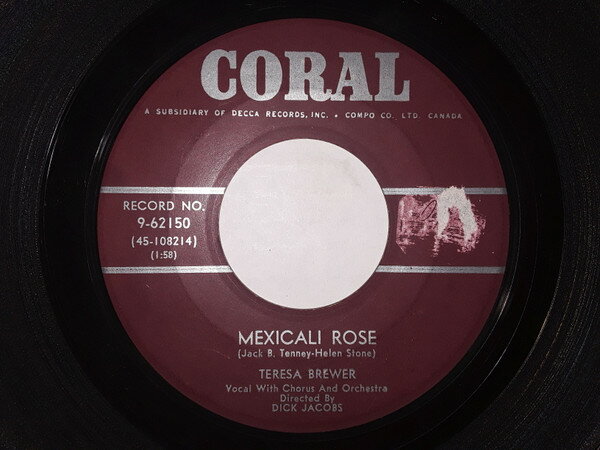 CORAL
A SUBSIDIARY OF DECCA RECORDS, INC. • COMPO CO. LTD. CANADA
RECORD NO.
9-62150
(45-108214)
(1:58)
MEXICALI ROSE
(Jack B. Tenney-Helen Stone)
TERESA BREWER
Vocal With Chorus And Orchestra
Directed By
DICK JACOBS